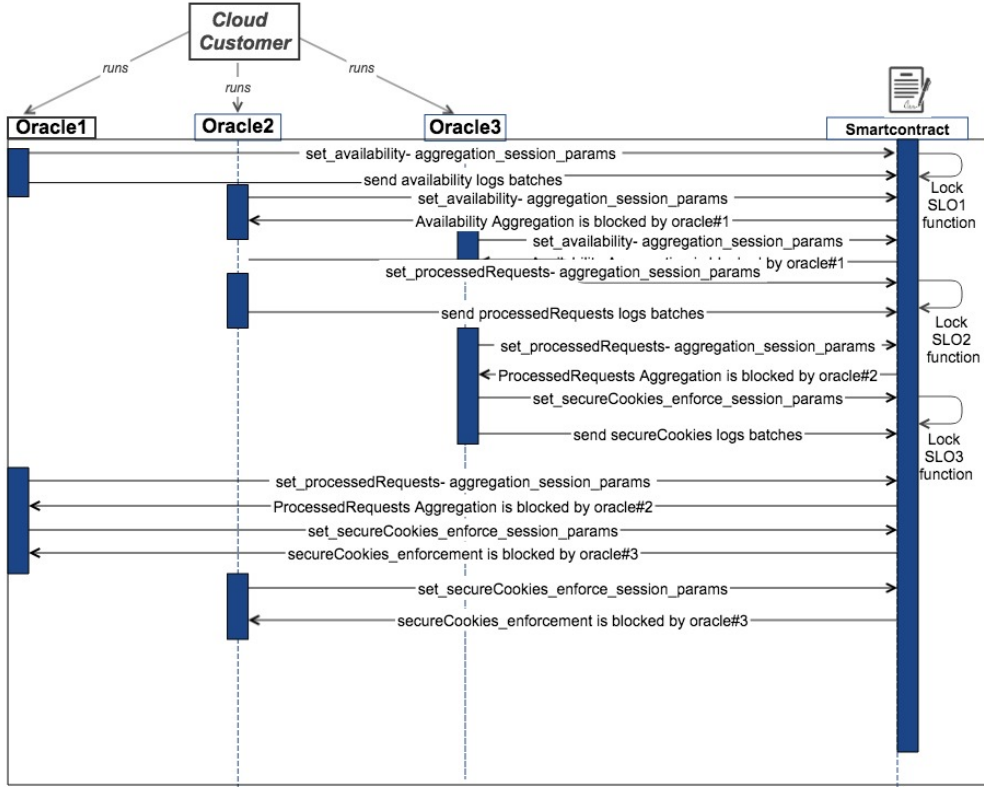 Cloud
Customer
runs
runs
runs
Oracle1
Oracle2
Oracle3
Smartcontract
set_availability- aggregation_session_params
send availability logs batches
Lock
SLO1
function
set_availability- aggregation_session_params
Availability Aggregation is blocked by oracle#1
set_availability- aggregation_session_params
by oracle#1
set_processedRequests- aggregation_session_params
send processedRequests logs batches
Lock
SLO2
function
set_processedRequests- aggregation_session_params
ProcessedRequests Aggregation is blocked by oracle#2
set_secureCookies_enforce_session_params
send secureCookies logs batches
Lock
SLO3
function
set_processedRequests- aggregation_session_params
ProcessedRequests Aggregation is blocked by oracle#2
set_secureCookies_enforce_session_params
secureCookies_enforcement is blocked by oracle#3
set_secureCookies_enforce_session_params
secureCookies_enforcement is blocked by oracle#3